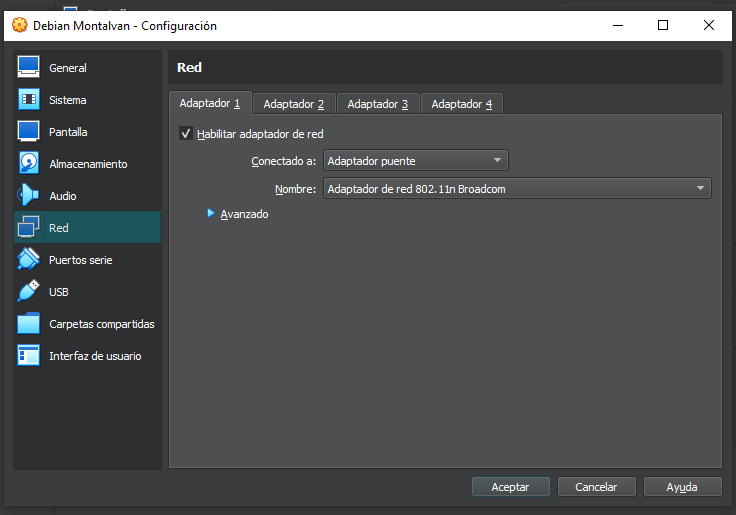 Debian Montalvan - Configuración
General
Sistema
Pantalla
Almacenamiento
Audio
Red
Puertos serie
USB
Carpetas compartidas
Interfaz de usuario
Red
Adaptador 1 Adaptador 2 Adaptador 3 Adaptador 4
Habilitar adaptador de red
Conectado a: Adaptador puente
Nombre: Adaptador de red 802.11n Broadcom
Avanzado
Aceptar Cancelar Ayuda